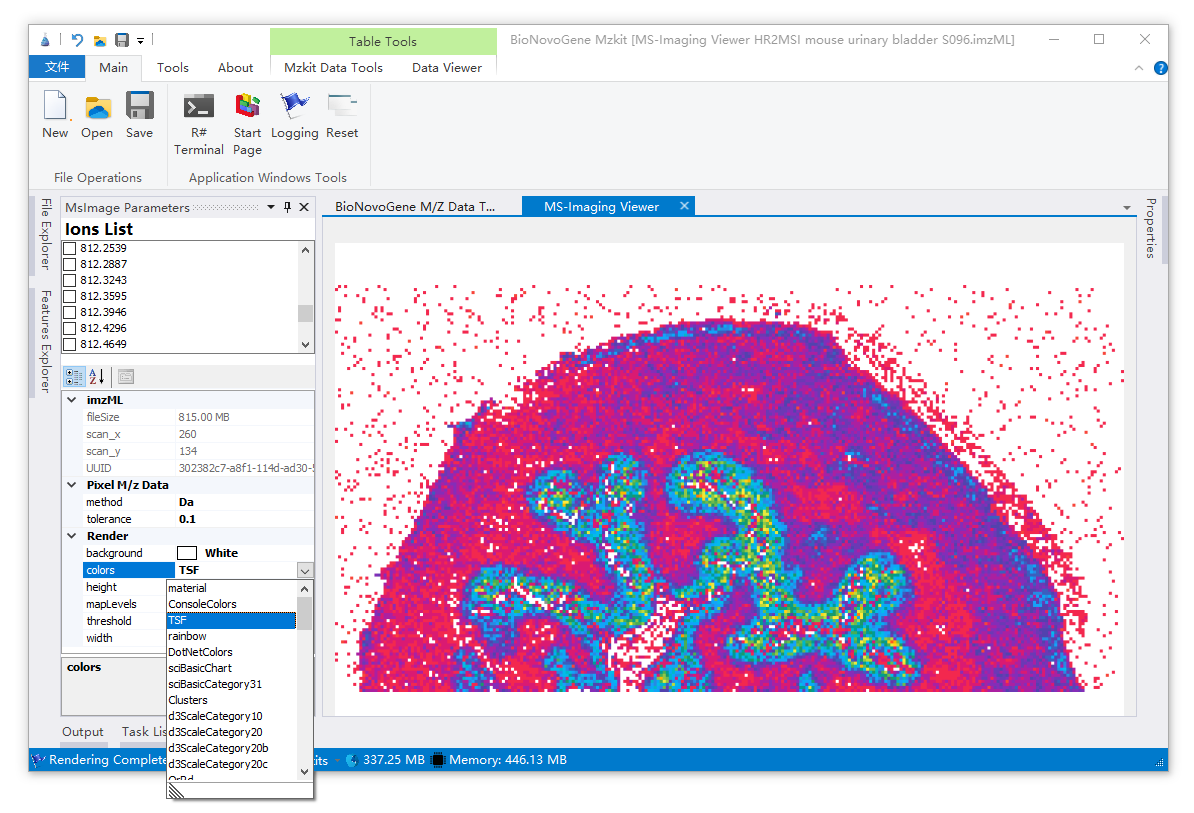 Table Tools
BioNovoGene Mzkit [MS-Imaging Viewer HR2MSI mouse urinary bladder S096.imzML]
文件
Main
Tools
About
Mzkit Data Tools
Data Viewer
?
New
Open
Save
R#
Terminal
Start
Page
Logging
Reset
File Operations
Application Windows Tools
File Explorer
Features Explorer
MsImage Parameters
Ions List
812.2539
812.2887
812.3243
812.3595
812.3946
812.4296
812.4649
A
Z
imzML
fileSize 815.00 MB
scan_x 260
scan_y 134
UUID 302382c7-a8f1-114d-ad30-
Pixel M/z Data
method Da
tolerance 0.1
Render
background White
colors TSF
height
mapLevels
threshold
width
material
ConsoleColors
TSF
rainbow
DotNetColors
sciBasicChart
sciBasicCategory31
Clusters
d3ScaleCategory10
d3ScaleCategory20
d3ScaleCategory20b
d3ScaleCategory20c
colors
BioNovoGene M/Z Data T...
MS-Imaging Viewer
Properties
Output
Task Lis
Rendering Complete
337.25 MB
Memory: 446.13 MB